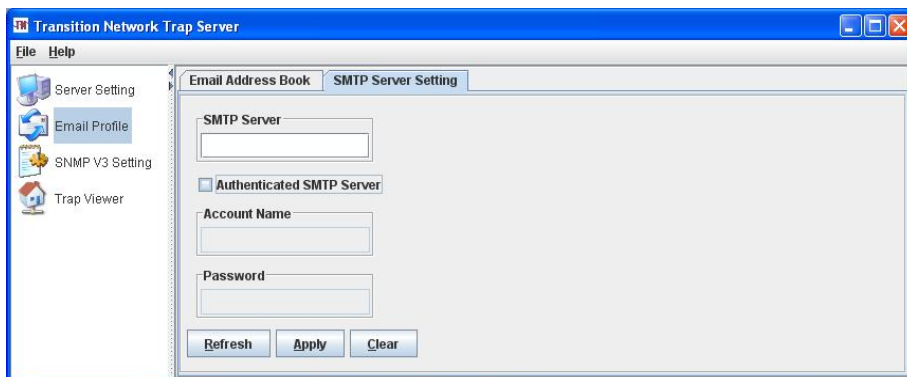 TN Transition Network Trap Server
File Help
Server Setting
Email Profile
SNMP V3 Setting
Trap Viewer
Email Address Book SMTP Server Setting
SMTP Server
Authenticated SMTP Server
Account Name
Password
Refresh Apply Clear